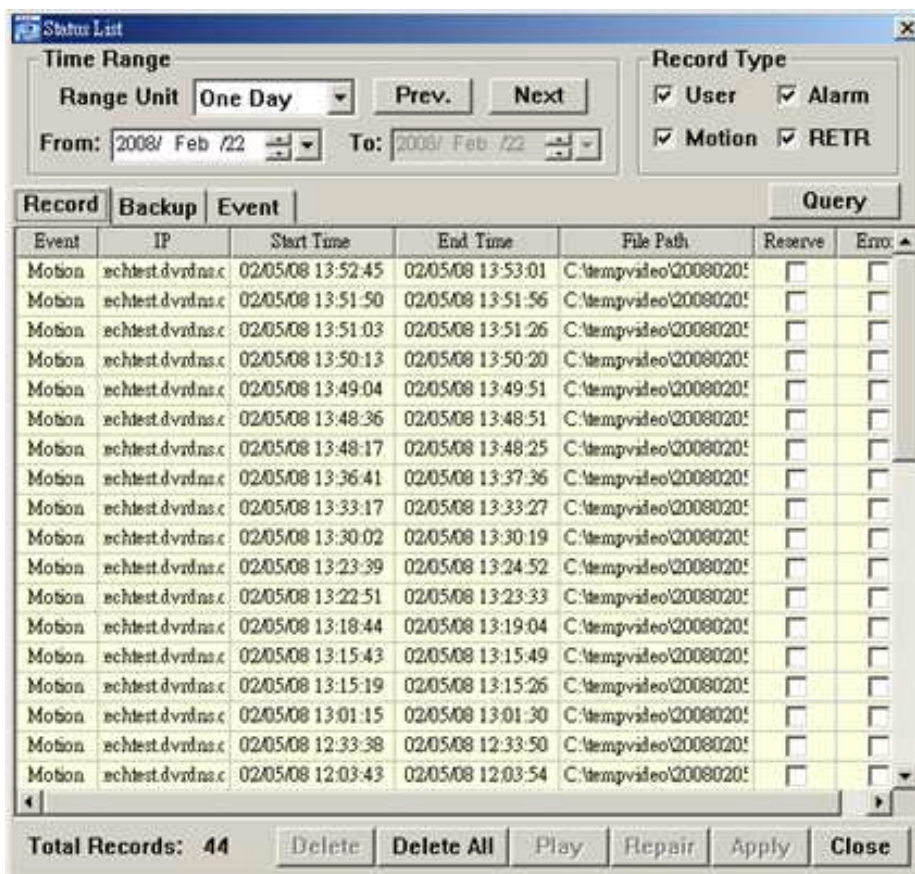 Status List
Time Range
Range Unit One Day Prev. Next
From: 2008/ Feb /22 To: 2008/ Feb /22
Record Type
User Alarm
Motion RETR
Record Backup Event Query
Event IP Start Time End Time File Path Reserve Erro
Motion echtest.dvrdns.c 02/05/08 13:52:45 02/05/08 13:53:01 C:\tempvideo\2008020
Motion echtest.dvrdns.c 02/05/08 13:51:50 02/05/08 13:51:56 C:\tempvideo\2008020
Motion echtest.dvrdns.c 02/05/08 13:51:03 02/05/08 13:51:26 C:\tempvideo\2008020
Motion echtest.dvrdns.c 02/05/08 13:50:13 02/05/08 13:50:20 C:\tempvideo\2008020
Motion echtest.dvrdns.c 02/05/08 13:49:04 02/05/08 13:49:51 C:\tempvideo\2008020
Motion echtest.dvrdns.c 02/05/08 13:48:36 02/05/08 13:48:51 C:\tempvideo\2008020
Motion echtest.dvrdns.c 02/05/08 13:48:17 02/05/08 13:48:25 C:\tempvideo\2008020
Motion echtest.dvrdns.c 02/05/08 13:36:41 02/05/08 13:37:36 C:\tempvideo\2008020
Motion echtest.dvrdns.c 02/05/08 13:33:17 02/05/08 13:33:27 C:\tempvideo\2008020
Motion echtest.dvrdns.c 02/05/08 13:30:02 02/05/08 13:30:19 C:\tempvideo\2008020
Motion echtest.dvrdns.c 02/05/08 13:23:39 02/05/08 13:24:52 C:\tempvideo\2008020
Motion echtest.dvrdns.c 02/05/08 13:22:51 02/05/08 13:23:33 C:\tempvideo\2008020
Motion echtest.dvrdns.c 02/05/08 13:18:44 02/05/08 13:19:04 C:\tempvideo\2008020
Motion echtest.dvrdns.c 02/05/08 13:15:43 02/05/08 13:15:49 C:\tempvideo\2008020
Motion echtest.dvrdns.c 02/05/08 13:15:19 02/05/08 13:15:26 C:\tempvideo\2008020
Motion echtest.dvrdns.c 02/05/08 13:01:15 02/05/08 13:01:30 C:\tempvideo\2008020
Motion echtest.dvrdns.c 02/05/08 12:33:38 02/05/08 12:33:50 C:\tempvideo\2008020
Motion echtest.dvrdns.c 02/05/08 12:03:43 02/05/08 12:03:54 C:\tempvideo\2008020
Total Records: 44 Delete Delete All Play Repair Apply Close